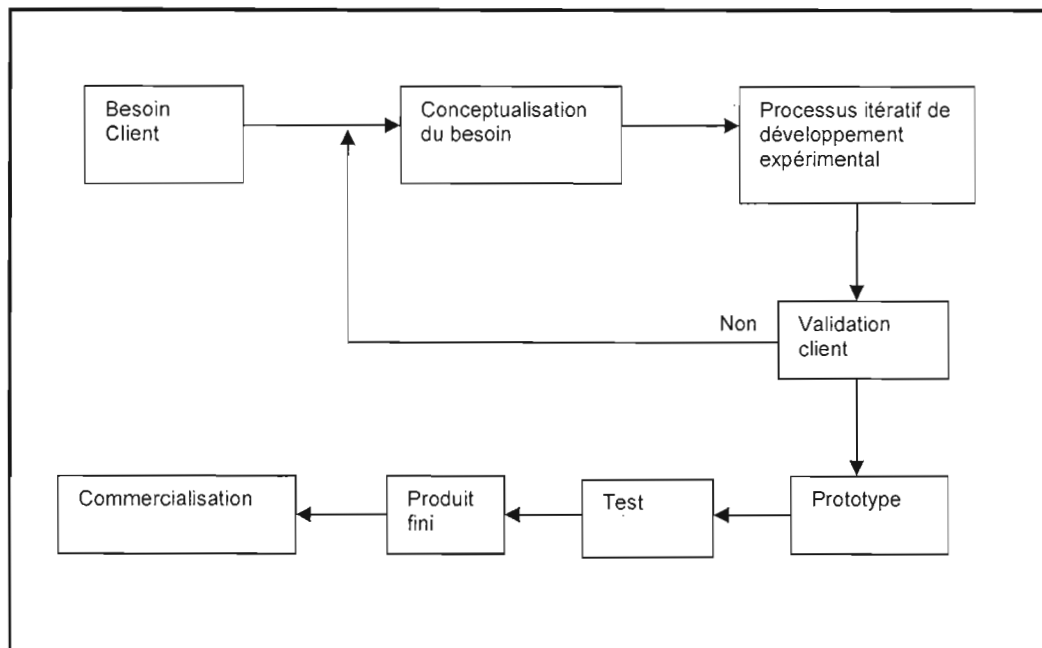 Besoin
Client
Conceptualisation
du besoin
Processus itératif de
développement
expérimental
Non
Validation
client
Commercialisation
Produit
fini
Test
Prototype